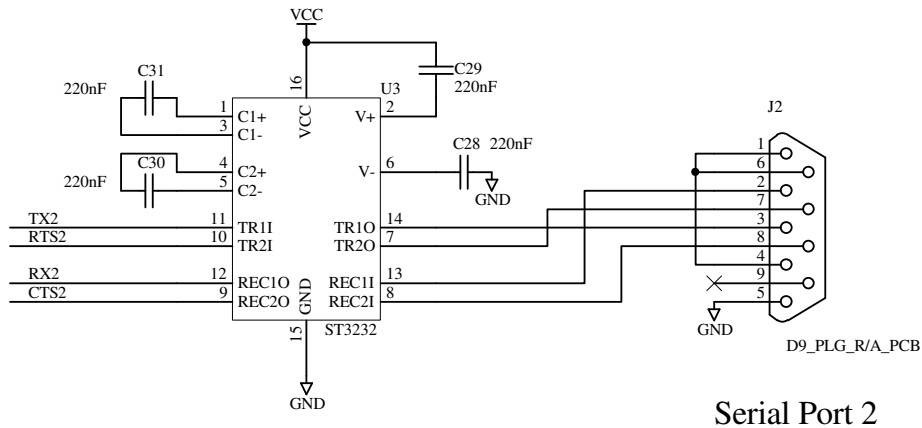 VCC
C31
220nF
16
U3
C29
220nF
1
C1+
3
C1-
VCC
V+
2
C30
220nF
4
C2+
5
C2-
V-
6
C28 220nF
GND
TX2
11
TR1I
RTS2
10
TR2I
TR1O
14
TR2O
7
RX2
12
REC1O
CTS2
9
REC2O
REC1I
13
REC2I
8
GND
15
ST3232
GND
J2
1
6
2
7
3
8
4
9
5
GND
D9_PLG_R/A_PCB
Serial Port 2